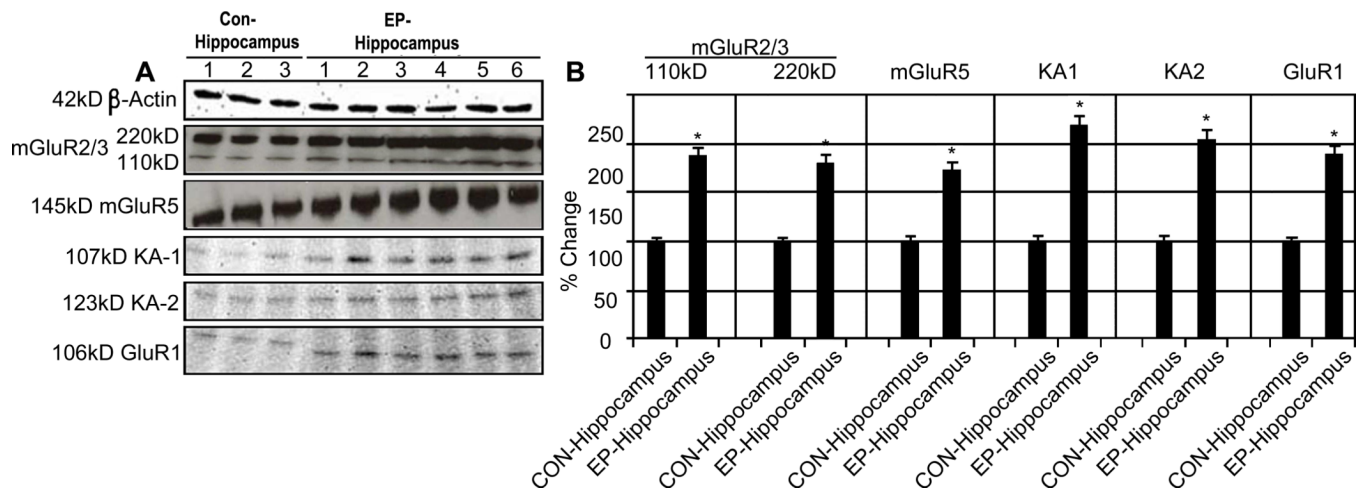 A
Con-
Hippocampus
EP-
Hippocampus
1 2 3 1 2 3 4 5 6
42kD β-Actin
mGluR2/3 220kD
110kD
145kD mGluR5
107kD KA-1
123kD KA-2
106kD GluR1
B
mGluR2/3
110kD 220kD mGluR5 KA1 KA2 GluR1
% Change
250
200
150
100
50
0
* * * * * *
CON-Hippocampus
EP-Hippocampus
CON-Hippocampus
EP-Hippocampus
CON-Hippocampus
EP-Hippocampus
CON-Hippocampus
EP-Hippocampus
CON-Hippocampus
EP-Hippocampus
CON-Hippocampus
EP-Hippocampus